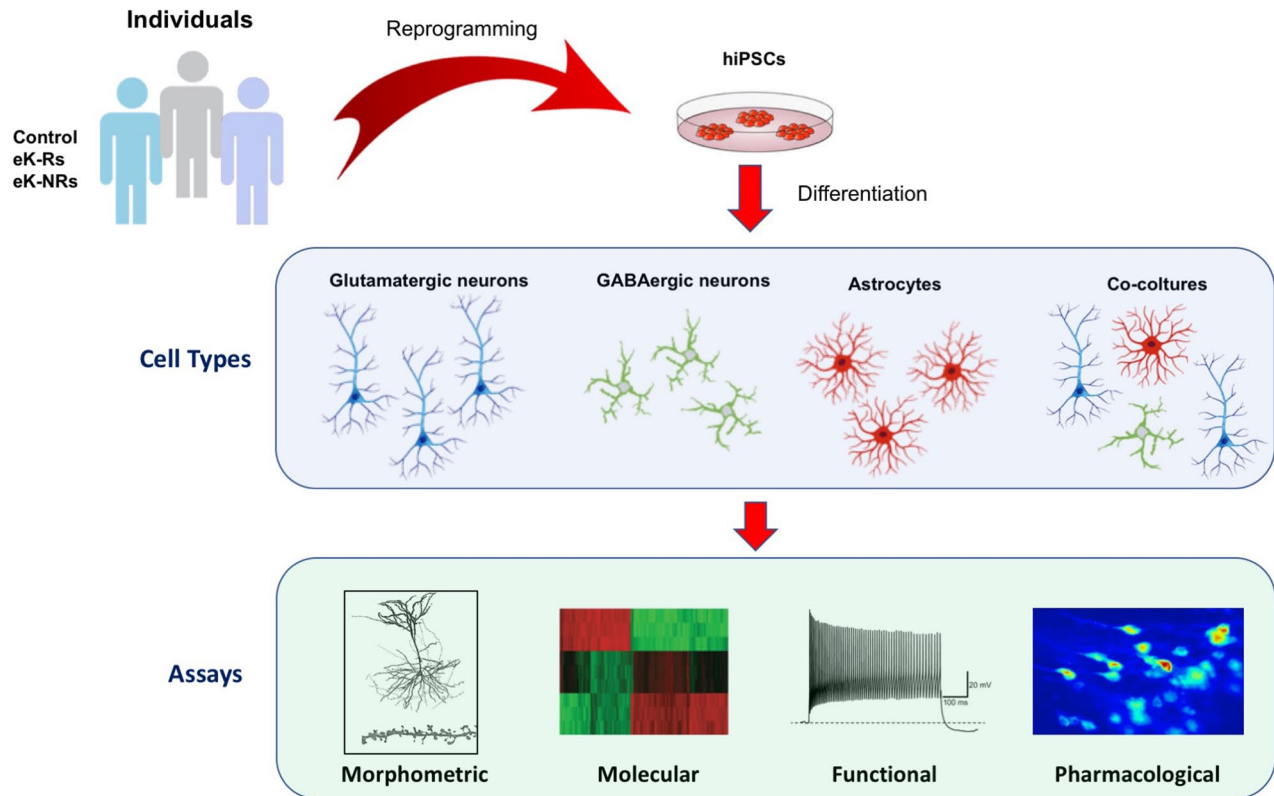 Individuals
Reprogramming
hiPSCs
Control
eK-Rs
eK-NRs
Differentiation
Glutamatergic neurons
GABAergic neurons
Astrocytes
Co-coltures
Cell Types
Assays
20 mV
100 ms
Morphometric
Molecular
Functional
Pharmacological